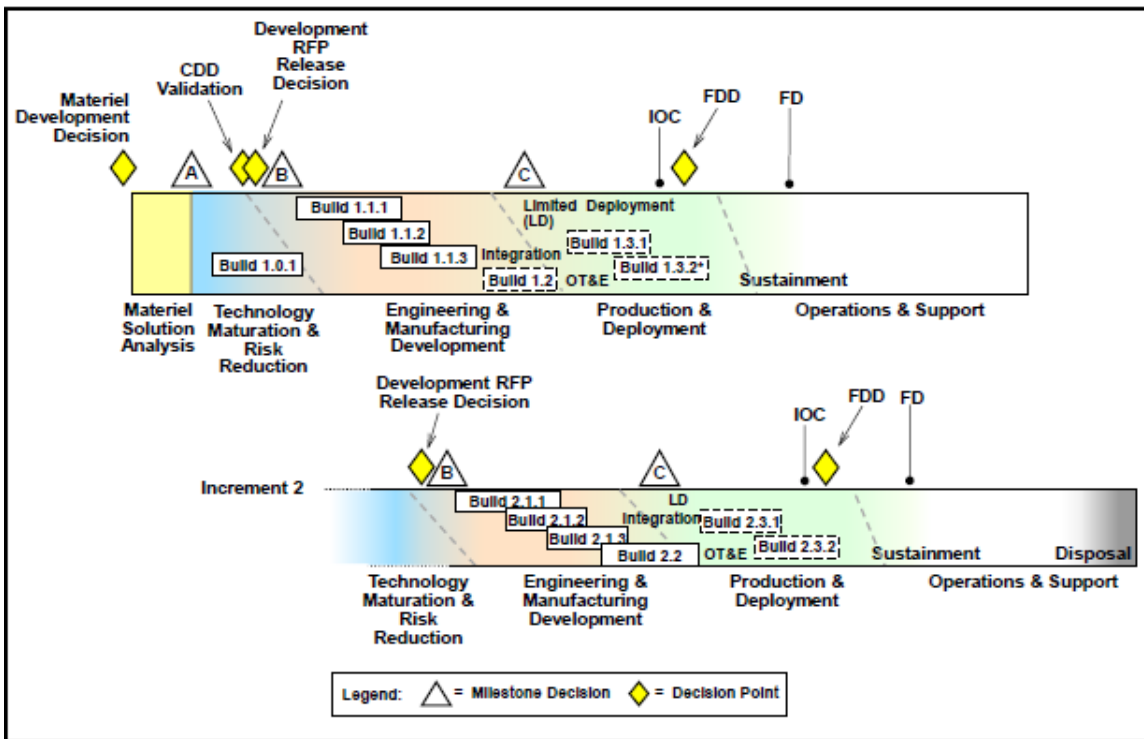 Development
RFP
Release
Decision
CDD
Validation
Materiel
Development
Decision
FDD
FD
IOC
A
B
C
Build 1.1.1
Limited Deployment
(LD)
Build 1.1.2
Build 1.3.1
Build 1.1.3
Integration
Build 1.0.1
Build 1.3.2*
Build 1.2
OT&E
Sustainment
Materiel
Solution
Analysis
Technology
Maturation &
Risk
Reduction
Engineering &
Manufacturing
Development
Production &
Deployment
Operations & Support
Development RFP
Release Decision
FDD
FD
IOC
B
C
Increment 2
Build 2.1.1
LD
Build 2.1.2
Integration
Build 2.3.1
Build 2.1.3
Build 2.3.2
Build 2.2
OT&E
Sustainment
Disposal
Technology
Maturation &
Risk
Reduction
Engineering &
Manufacturing
Development
Production &
Deployment
Operations & Support
Legend: = Milestone Decision = Decision Point